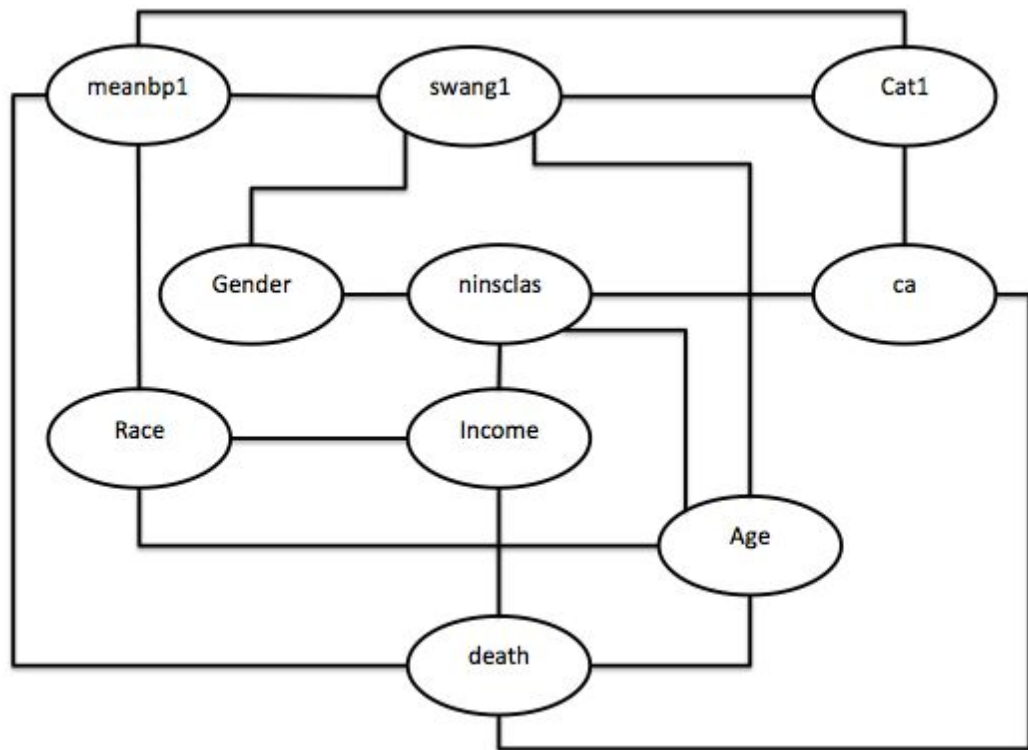 meanbp1
swang1
Cat1
Gender
ninsclas
ca
Race
Income
Age
death